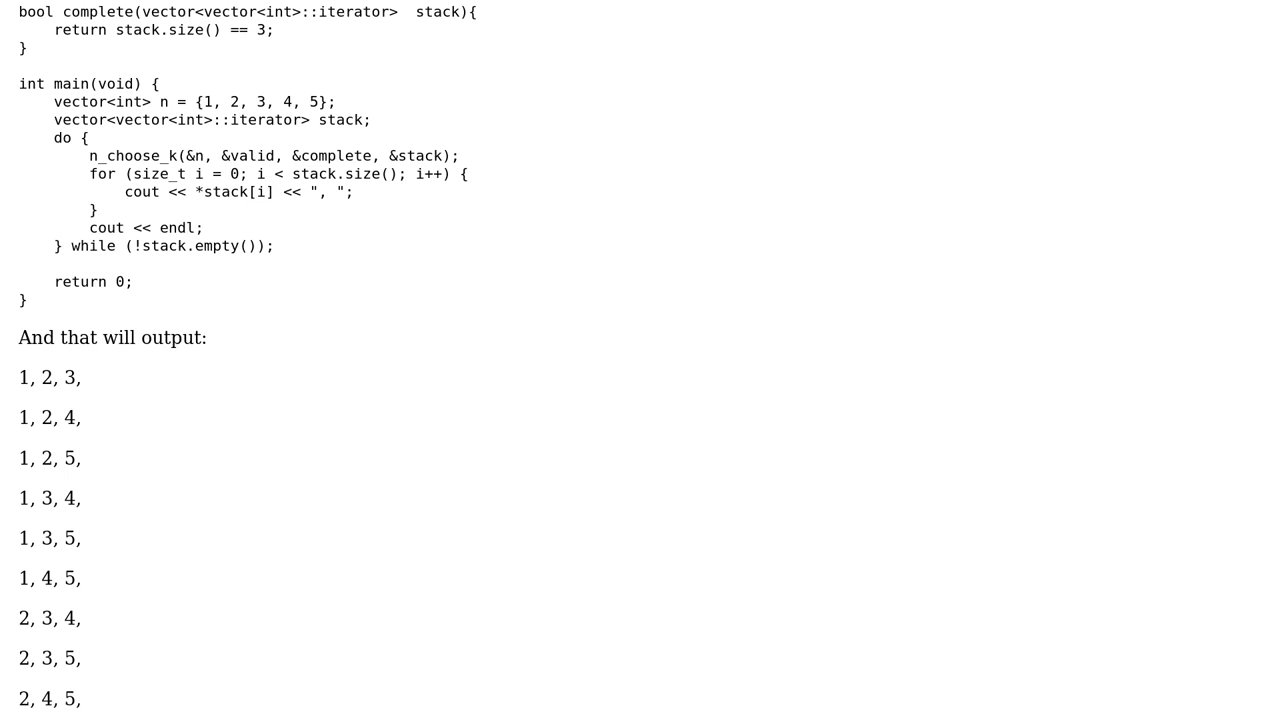 bool complete(vector<vector<int>::iterator>  stack){
    return stack.size() == 3;
}

int main(void) {
    vector<int> n = {1, 2, 3, 4, 5};
    vector<vector<int>::iterator> stack;
    do {
        n_choose_k(&n, &valid, &complete, &stack);
        for (size_t i = 0; i < stack.size(); i++) {
            cout << *stack[i] << ", ";
        }
        cout << endl;
    } while (!stack.empty());

    return 0;
}
And that will output:
1, 2, 3,
1, 2, 4,
1, 2, 5,
1, 3, 4,
1, 3, 5,
1, 4, 5,
2, 3, 4,
2, 3, 5,
2, 4, 5,